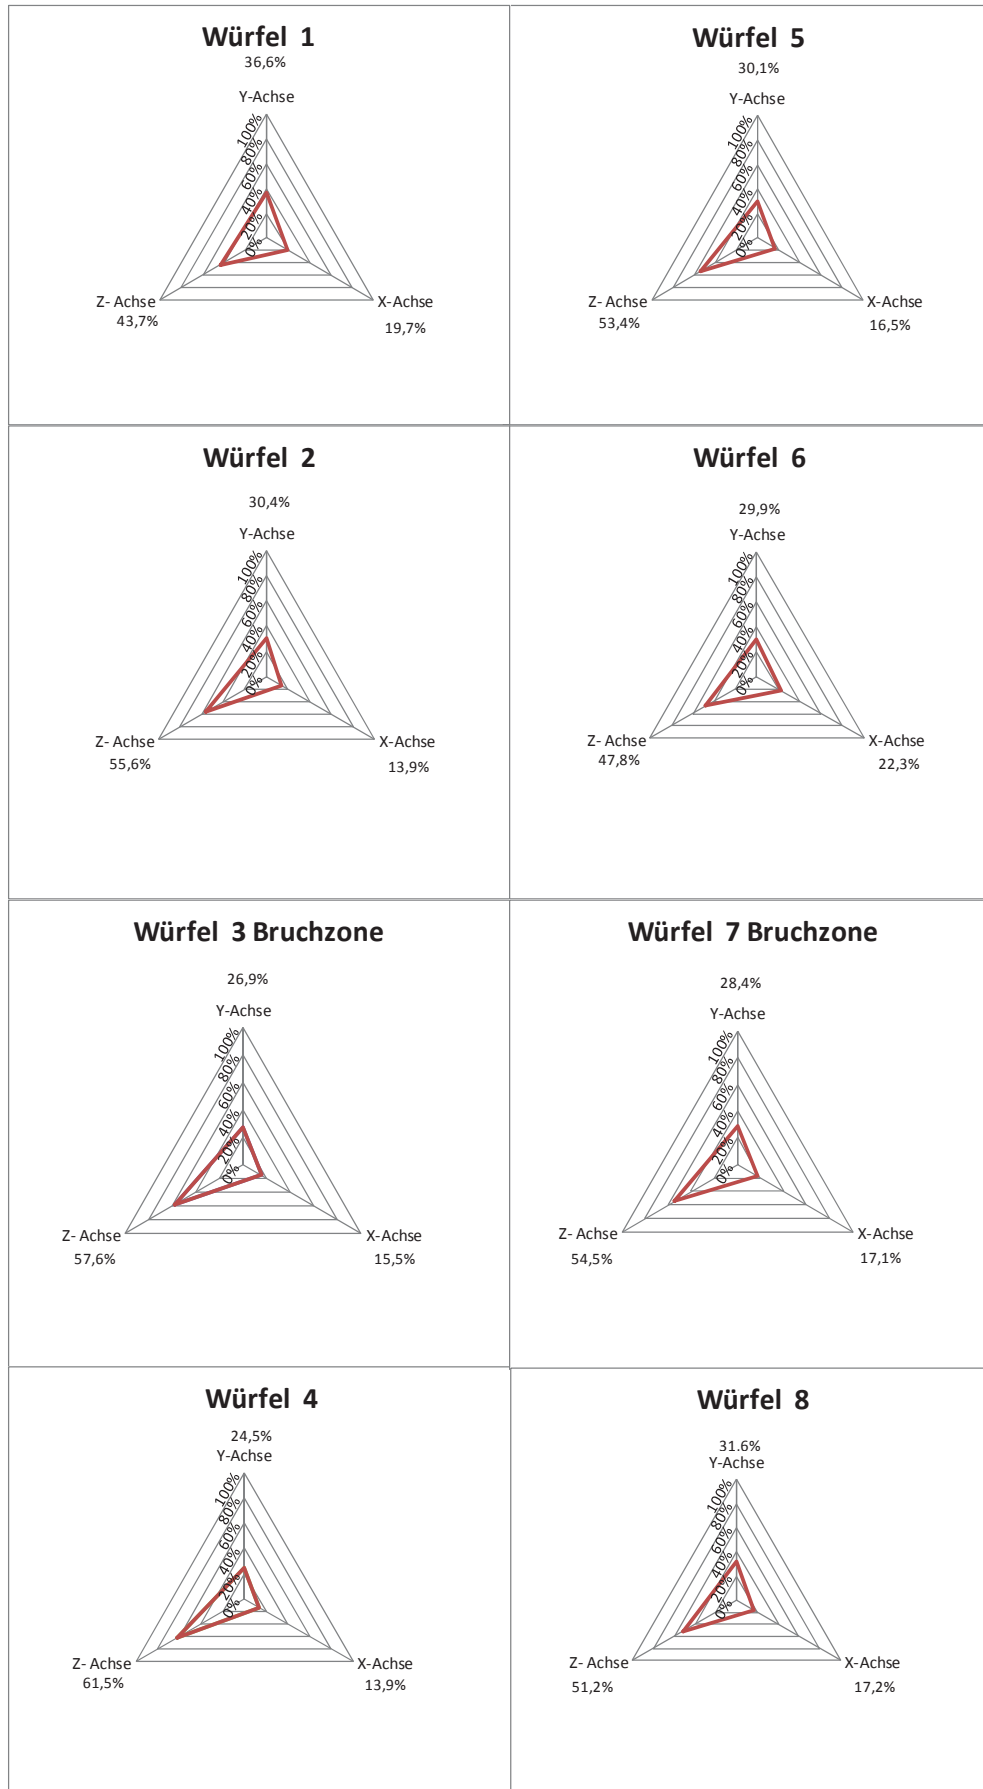 Würfel 1
36,6%
Y-Achse
100%
80%
60%
40%
20%
0%
Z- Achse
43,7%
X-Achse
19,7%
Würfel 5
30,1%
Y-Achse
100%
80%
60%
40%
20%
0%
Z- Achse
53,4%
X-Achse
16,5%
Würfel 2
30,4%
Y-Achse
100%
80%
60%
40%
20%
0%
Z- Achse
55,6%
X-Achse
13,9%
Würfel 6
29,9%
Y-Achse
100%
80%
60%
40%
20%
0%
Z- Achse
47,8%
X-Achse
22,3%
Würfel 3 Bruchzone
26,9%
Y-Achse
100%
80%
60%
40%
20%
0%
Z- Achse
57,6%
X-Achse
15,5%
Würfel 7 Bruchzone
28,4%
Y-Achse
100%
80%
60%
40%
20%
0%
Z- Achse
54,5%
X-Achse
17,1%
Würfel 4
24,5%
Y-Achse
100%
80%
60%
40%
20%
0%
Z- Achse
61,5%
X-Achse
13,9%
Würfel 8
31.6%
Y-Achse
100%
80%
60%
40%
20%
0%
Z- Achse
51,2%
X-Achse
17,2%